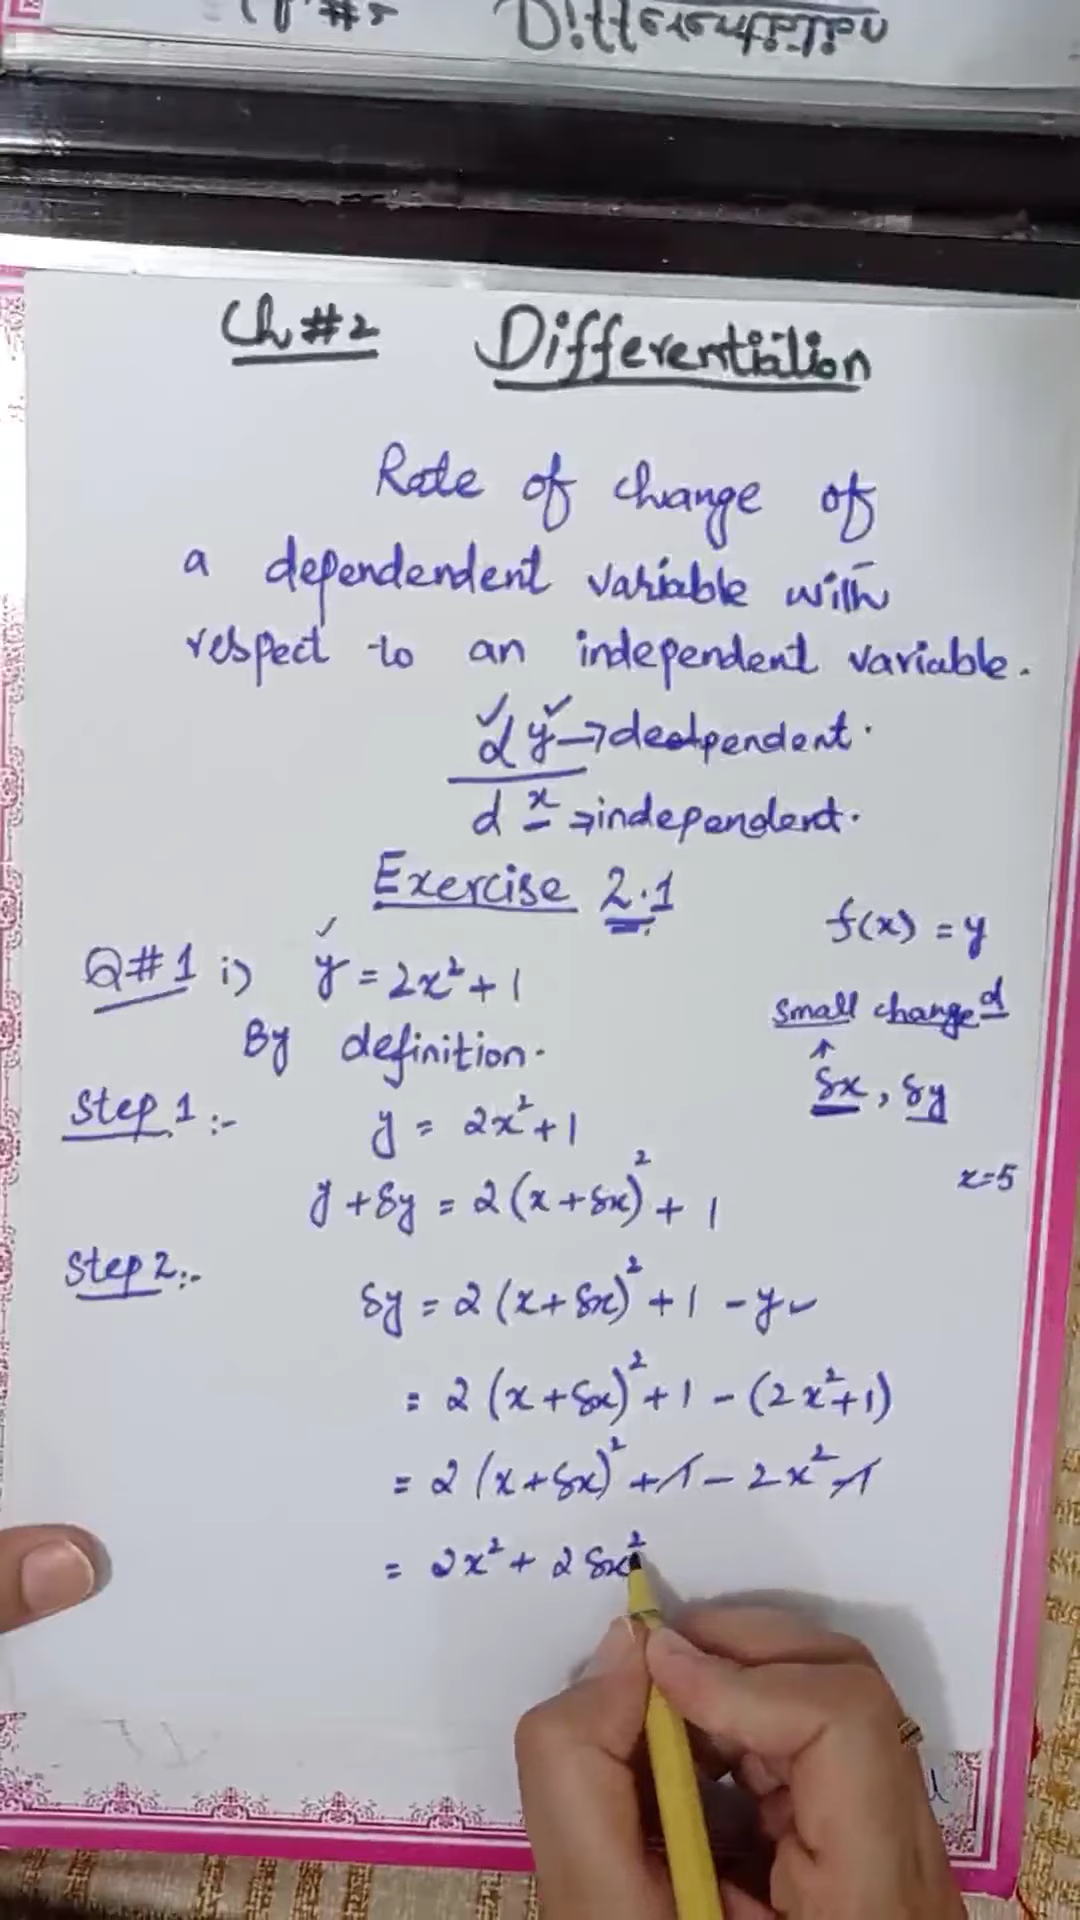 Differentiation
Ch #2 Differentiation
Rate of change of
a dependendent variable with
respect to an independent variable.
dy → dependent.
dx → independent.
Exercise 2.1
f(x) = y
Q#1 i) y = 2x² + 1
small change d
By definition.
δx, δy
Step 1:- y = 2x² + 1
x=5
y + δy = 2(x + δx)² + 1
Step 2:-
δy = 2(x + δx)² + 1 - y
= 2(x + δx)² + 1 - (2x² + 1)
= 2(x + δx)² + 1 - 2x² - 1
= 2x² + 2δx²